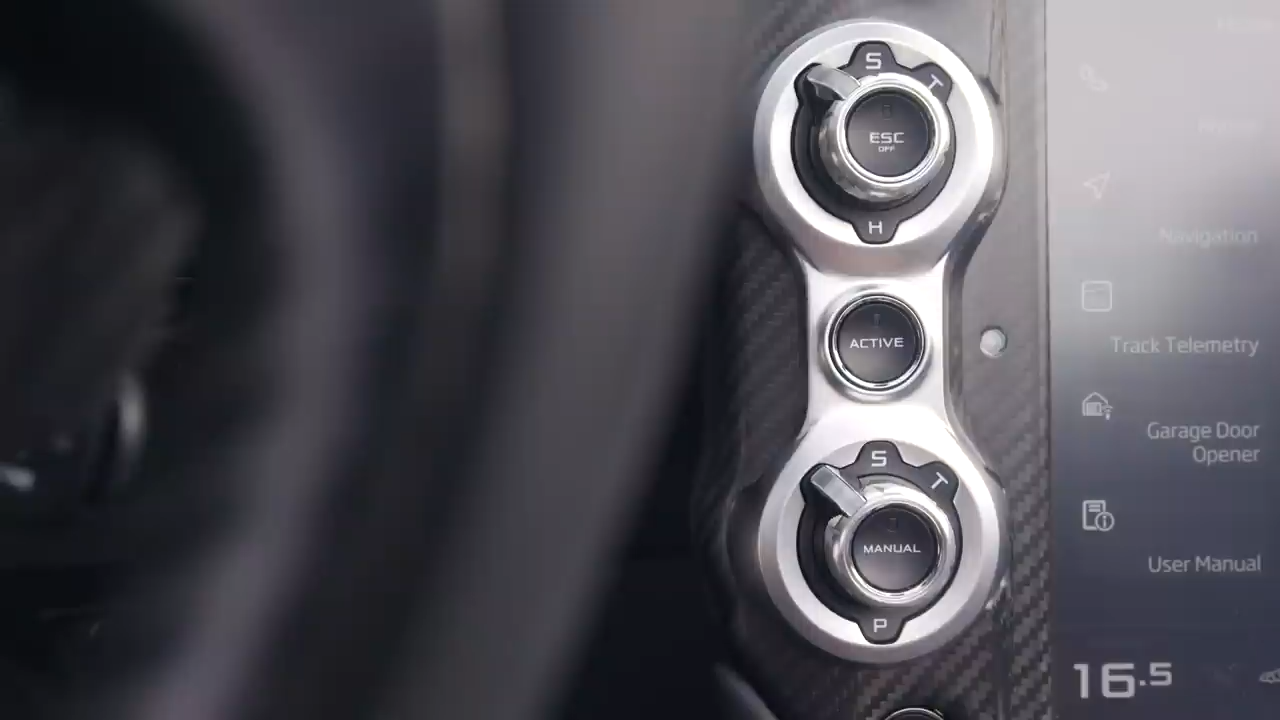 S
T
ESC
OFF
H
ACTIVE
S
T
MANUAL
P
Navigation
Track Telemetry
Garage Door
Opener
User Manual
16.5